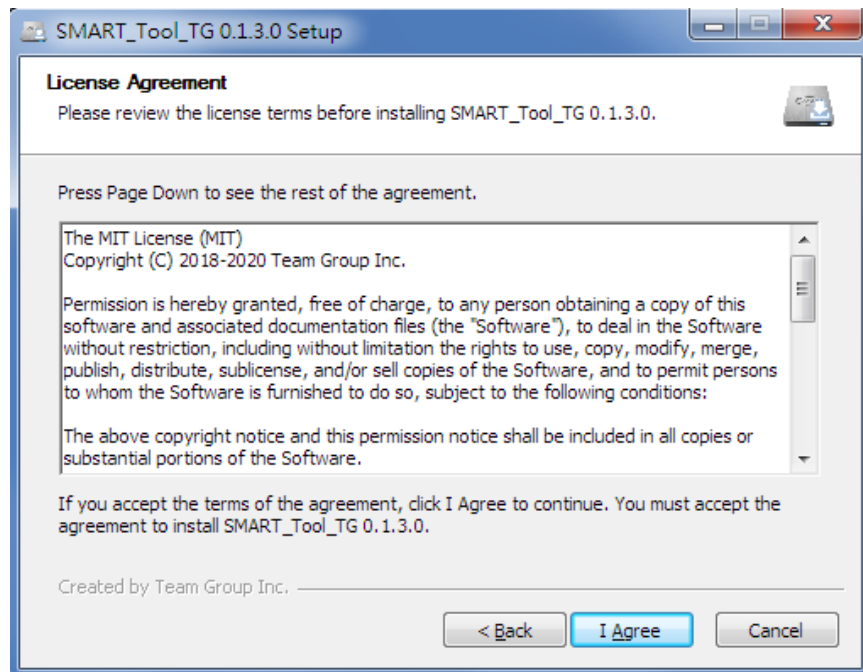 SMART_Tool_TG 0.1.3.0 Setup
License Agreement
Please review the license terms before installing SMART_Tool_TG 0.1.3.0.
Press Page Down to see the rest of the agreement.
The MIT License (MIT)
Copyright (C) 2018-2020 Team Group Inc.
Permission is hereby granted, free of charge, to any person obtaining a copy of this
software and associated documentation files (the "Software"), to deal in the Software
without restriction, including without limitation the rights to use, copy, modify, merge,
publish, distribute, sublicense, and/or sell copies of the Software, and to permit persons
to whom the Software is furnished to do so, subject to the following conditions:
The above copyright notice and this permission notice shall be included in all copies or
substantial portions of the Software.
If you accept the terms of the agreement, click I Agree to continue. You must accept the
agreement to install SMART_Tool_TG 0.1.3.0.
Created by Team Group Inc.
< Back
I Agree
Cancel